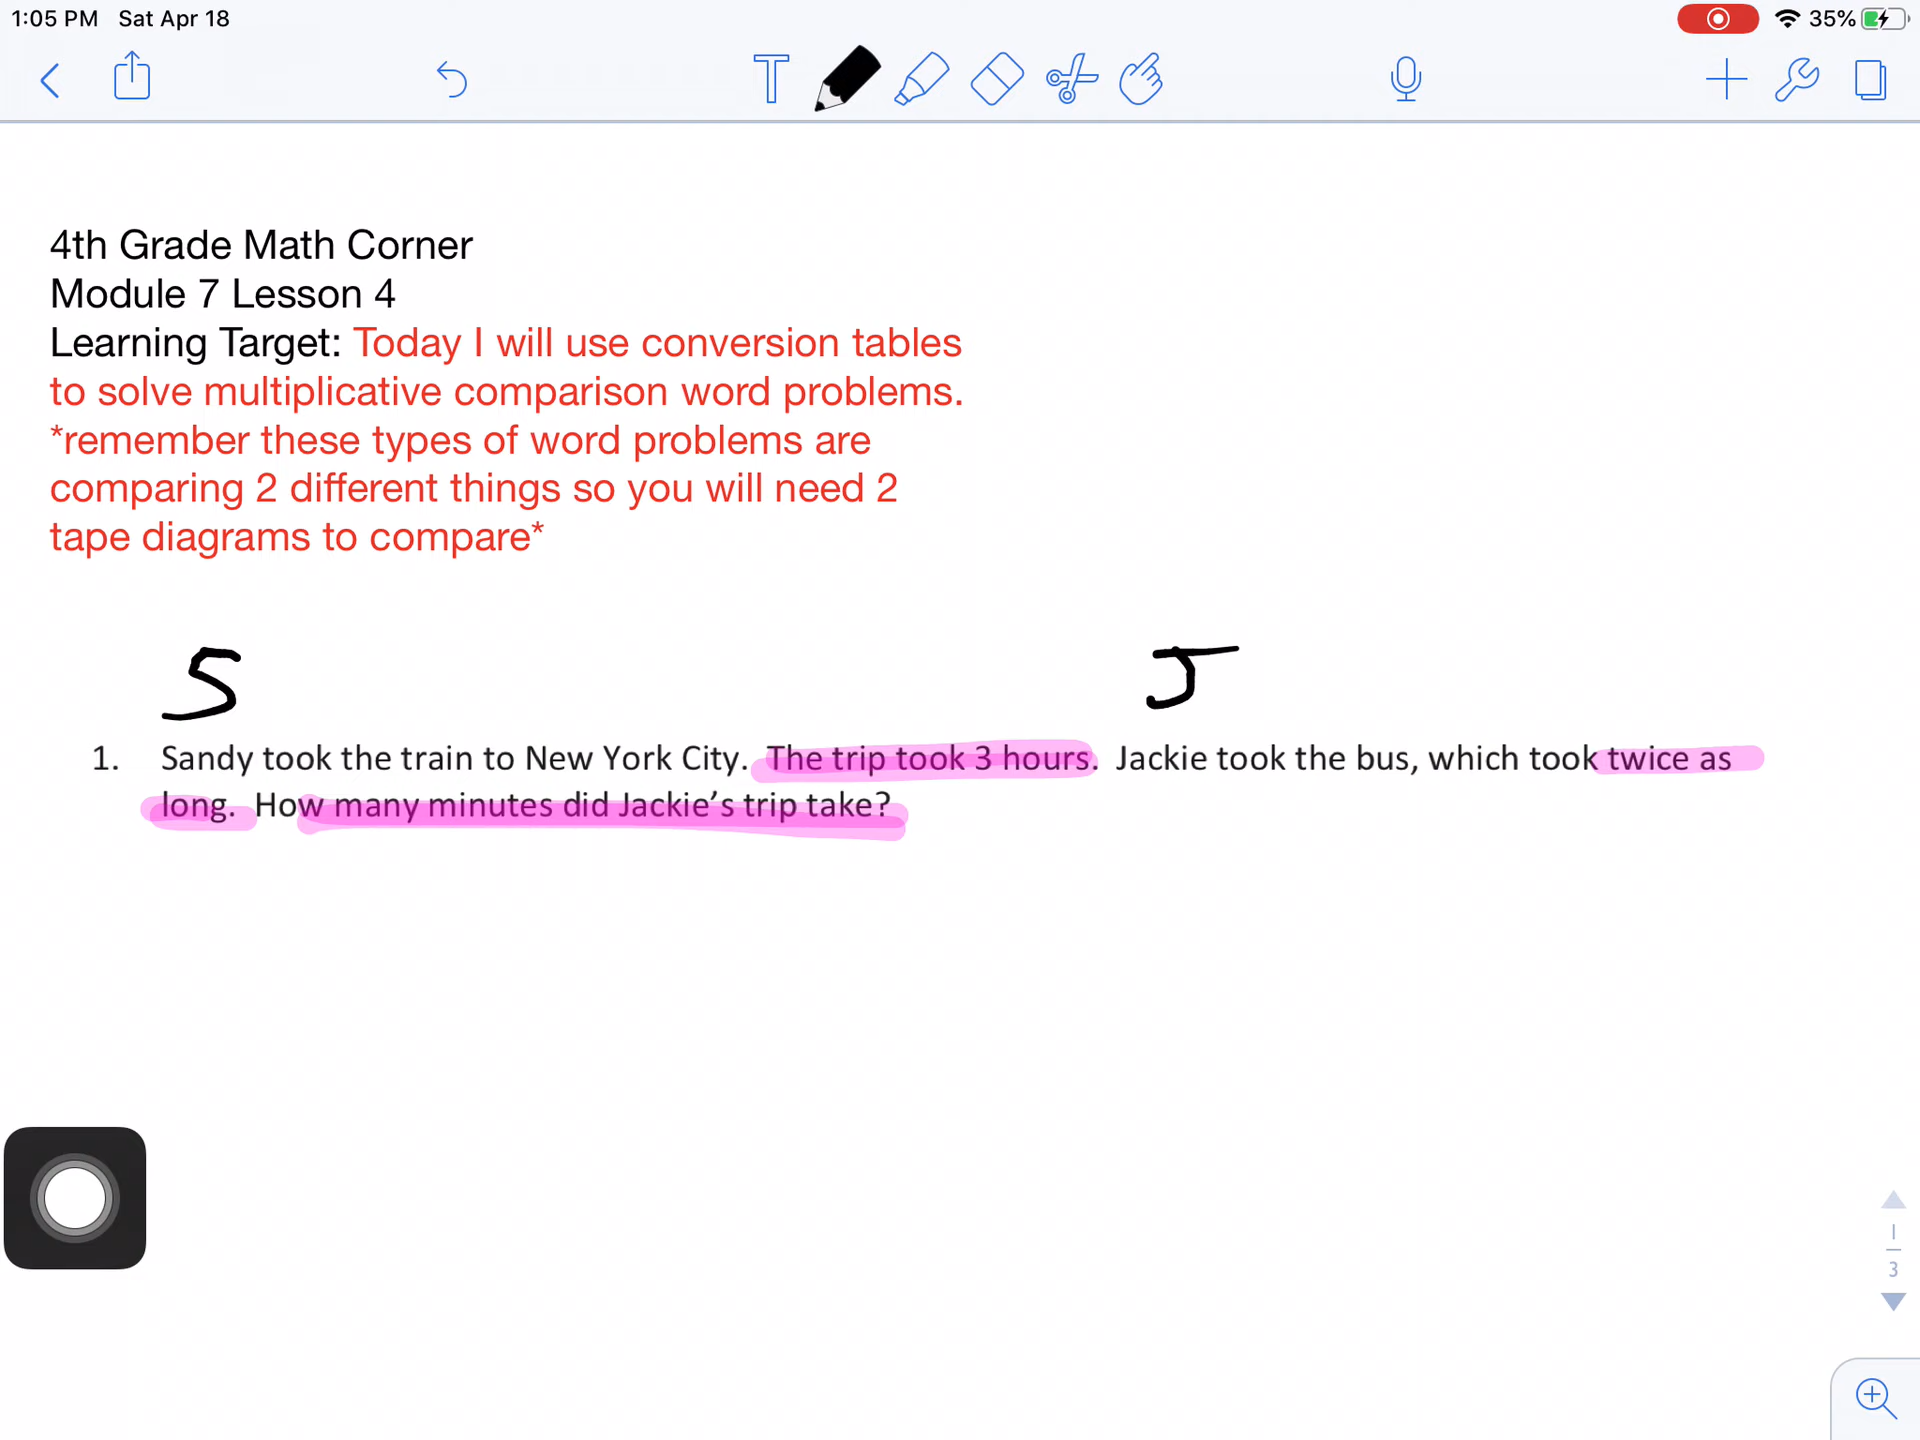 1:05 PM Sat Apr 18 35%
T
4th Grade Math Corner
Module 7 Lesson 4
Learning Target: Today I will use conversion tables
to solve multiplicative comparison word problems.
*remember these types of word problems are
comparing 2 different things so you will need 2
tape diagrams to compare*
S J
1. Sandy took the train to New York City. The trip took 3 hours. Jackie took the bus, which took twice as
long. How many minutes did Jackie’s trip take?
1
3